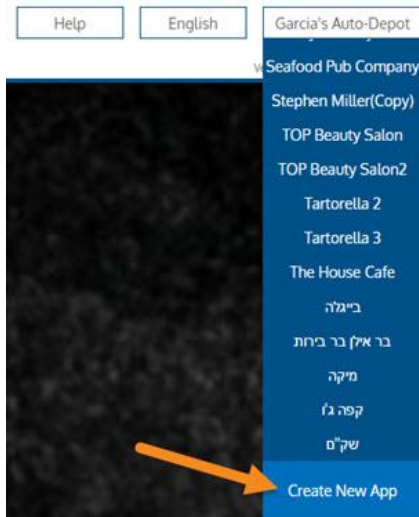 Help
English
Garcia's Auto-Depot
Seafood Pub Company
Stephen Miller(Copy)
TOP Beauty Salon
TOP Beauty Salon2
Tartorella 2
Tartorella 3
The House Cafe
בייגלה
בר אילן בר בירות
מיקה
קפה ג'ו
שק"ם
Create New App